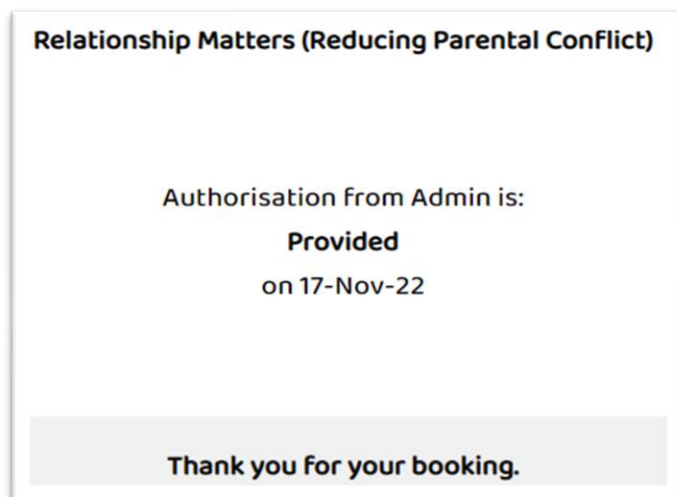 Relationship Matters (Reducing Parental Conflict)
Authorisation from Admin is:
Provided
on 17-Nov-22
Thank you for your booking.